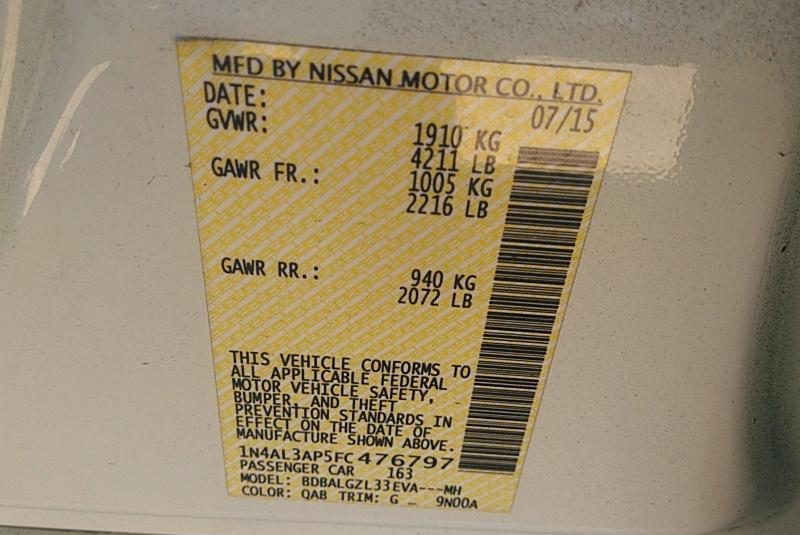 MFD BY NISSAN MOTOR CO., LTD.
DATE: 07/15
GVWR: 1910 KG
4211 LB
GAWR FR.: 1005 KG
2216 LB
GAWR RR.: 940 KG
2072 LB
THIS VEHICLE CONFORMS TO
ALL APPLICABLE FEDERAL
MOTOR VEHICLE SAFETY,
BUMPER, AND THEFT
PREVENTION STANDARDS IN
EFFECT ON THE DATE OF
MANUFACTURE SHOWN ABOVE.
1N4AL3AP5FC476797
PASSENGER CAR 163
MODEL: BDBALGZL33EVA---MH
COLOR: QAB TRIM: G 9N00A